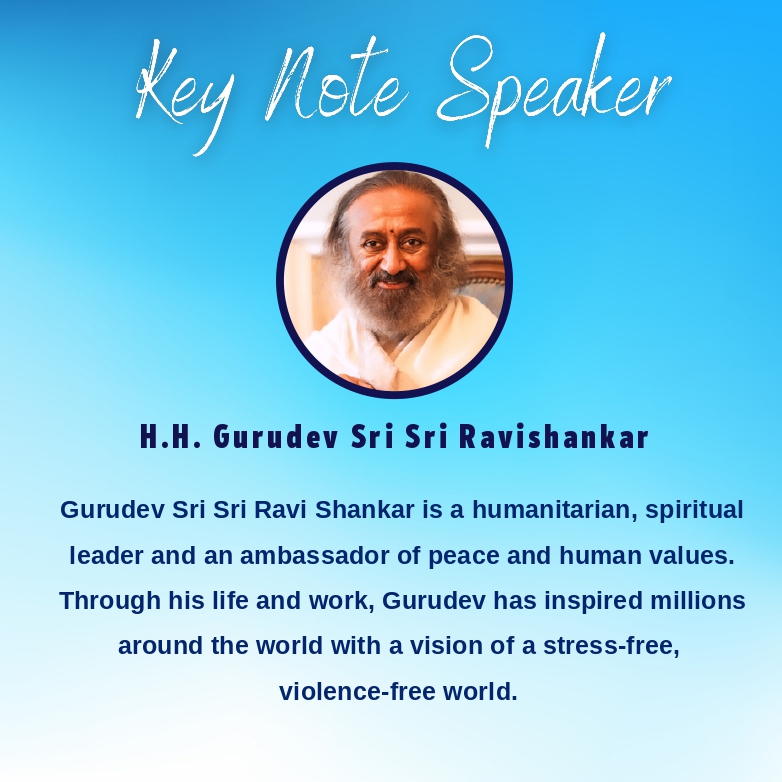 Key Note Speaker
H.H. Gurudev Sri Sri Ravishankar
Gurudev Sri Sri Ravi Shankar is a humanitarian, spiritual
leader and an ambassador of peace and human values.
Through his life and work, Gurudev has inspired millions
around the world with a vision of a stress-free,
violence-free world.